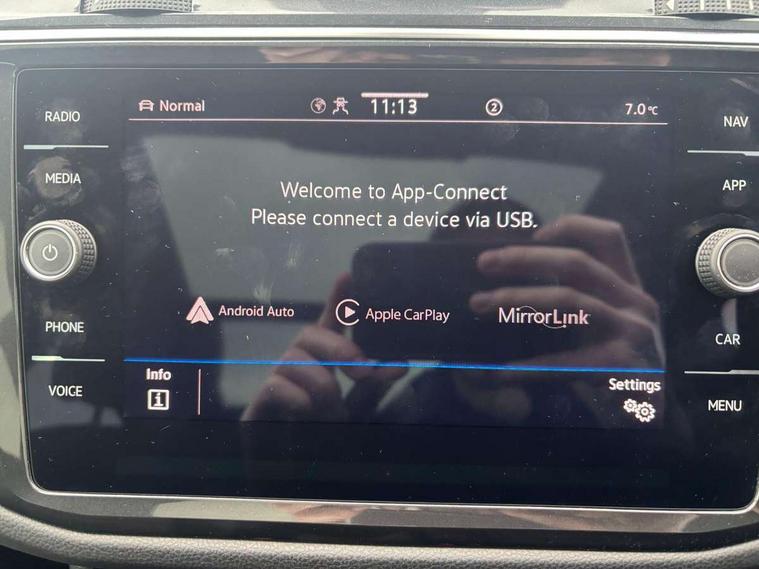 RADIO
MEDIA
PHONE
VOICE
Normal
11:13
2
7.0°C
Welcome to App-Connect
Please connect a device via USB.
Android Auto
Apple CarPlay
MirrorLink
Info
i
Settings
NAV
APP
CAR
MENU